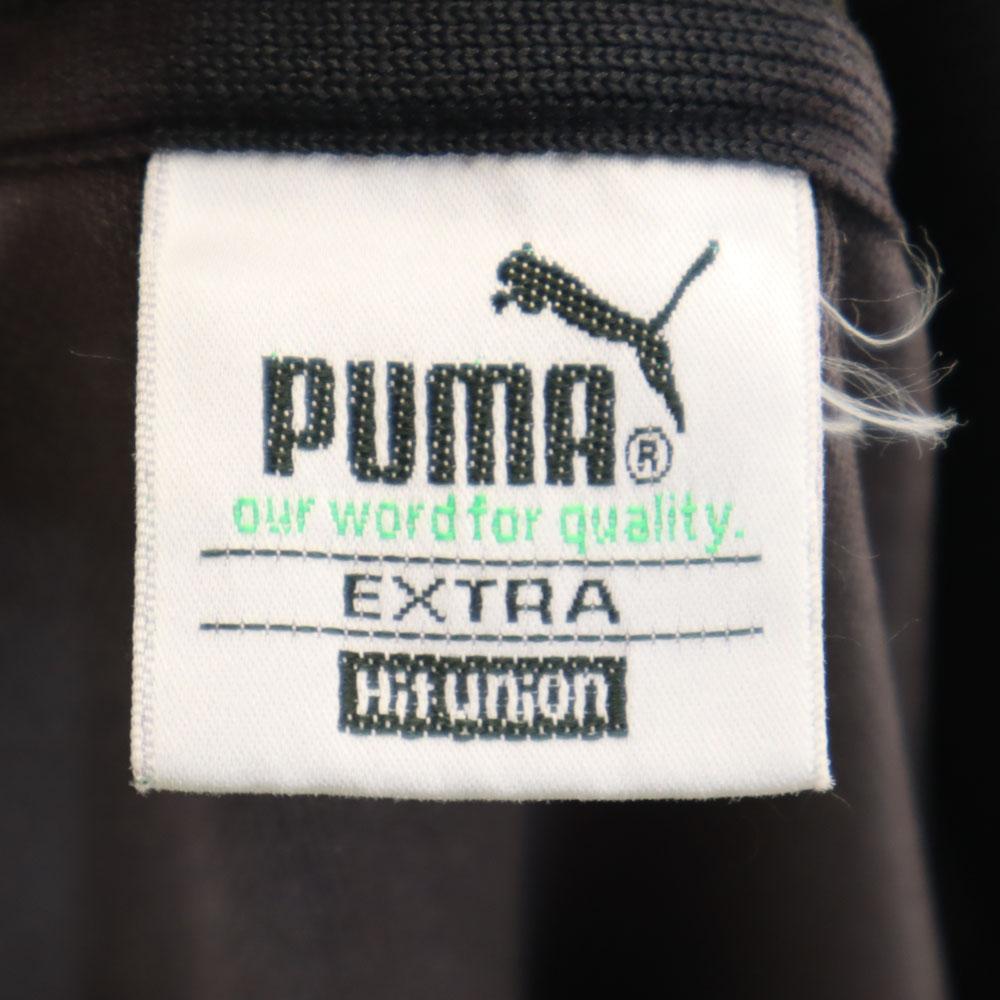 PUMA®
our word for quality.
EXTRA
Hit union